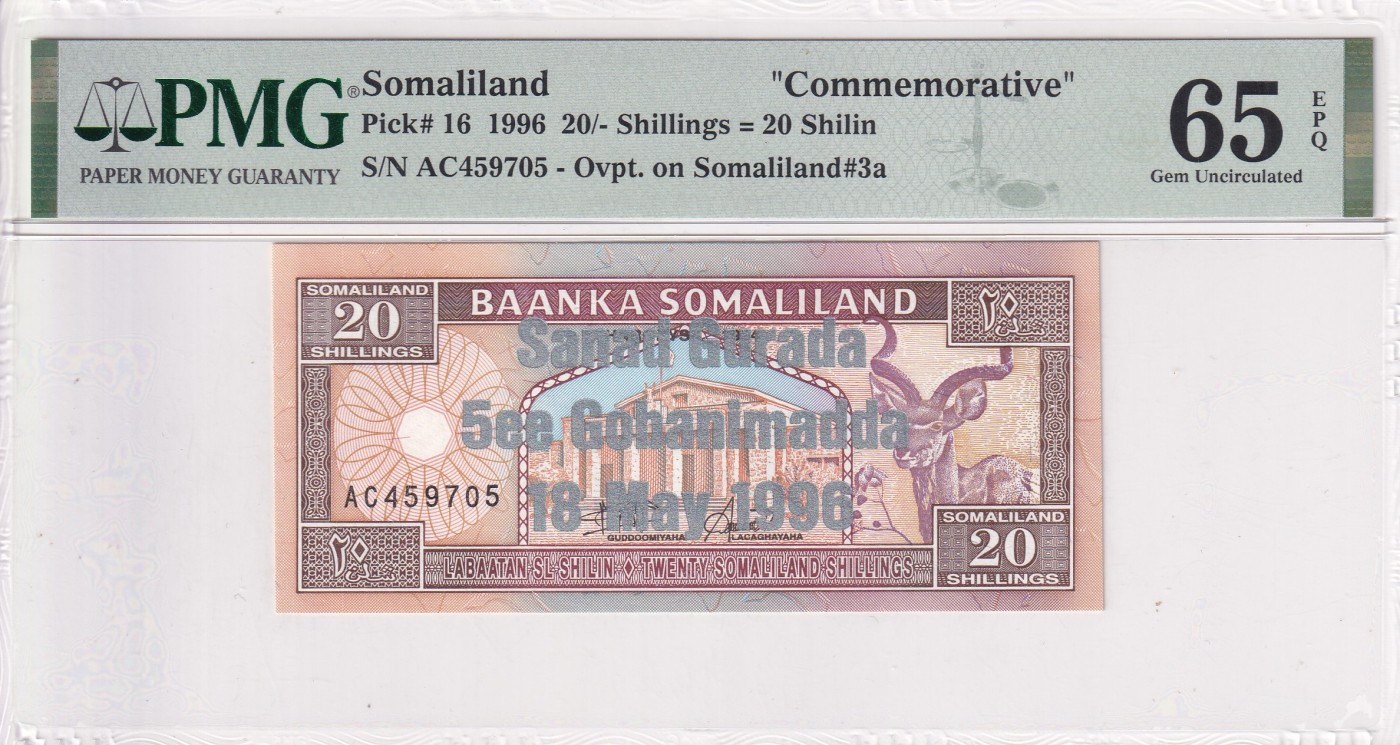 PMG®
PAPER MONEY GUARANTY
Somaliland "Commemorative"
Pick# 16 1996 20/- Shillings = 20 Shilin
S/N AC459705 - Ovpt. on Somaliland#3a
65
EPQ
Gem Uncirculated
SOMALILAND
20
SHILLINGS
BAANKA SOMALILAND
٢٠
شلن
Sanad Gurada
5ee Gobanimadda
18 May 1996
AC459705
GUDDOOMIYAHA
LACAGHAYAHA
٢٠
شلن
LABAATAN SL SHILIN ◆ TWENTY SOMALILAND SHILLINGS
SOMALILAND
20
SHILLINGS